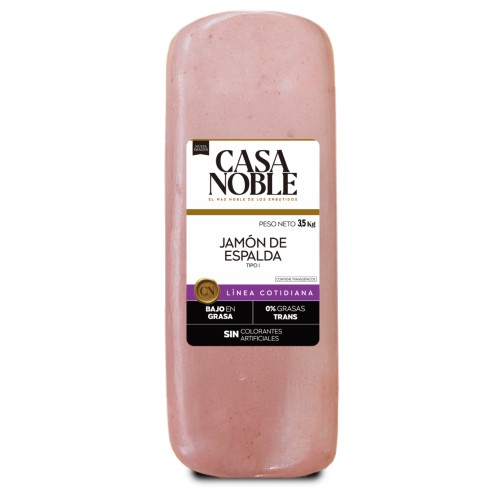 NUEVA
IMAGEN
CASA
NOBLE
EL MÁS NOBLE DE LOS EMBUTIDOS
PESO NETO 3,5 Kg
JAMÓN DE
ESPALDA
TIPO I
CONTIENE TRANSGÉNICOS
CN
LÍNEA COTIDIANA
BAJO EN
GRASA
0% GRASAS
TRANS
SIN COLORANTES
ARTIFICIALES